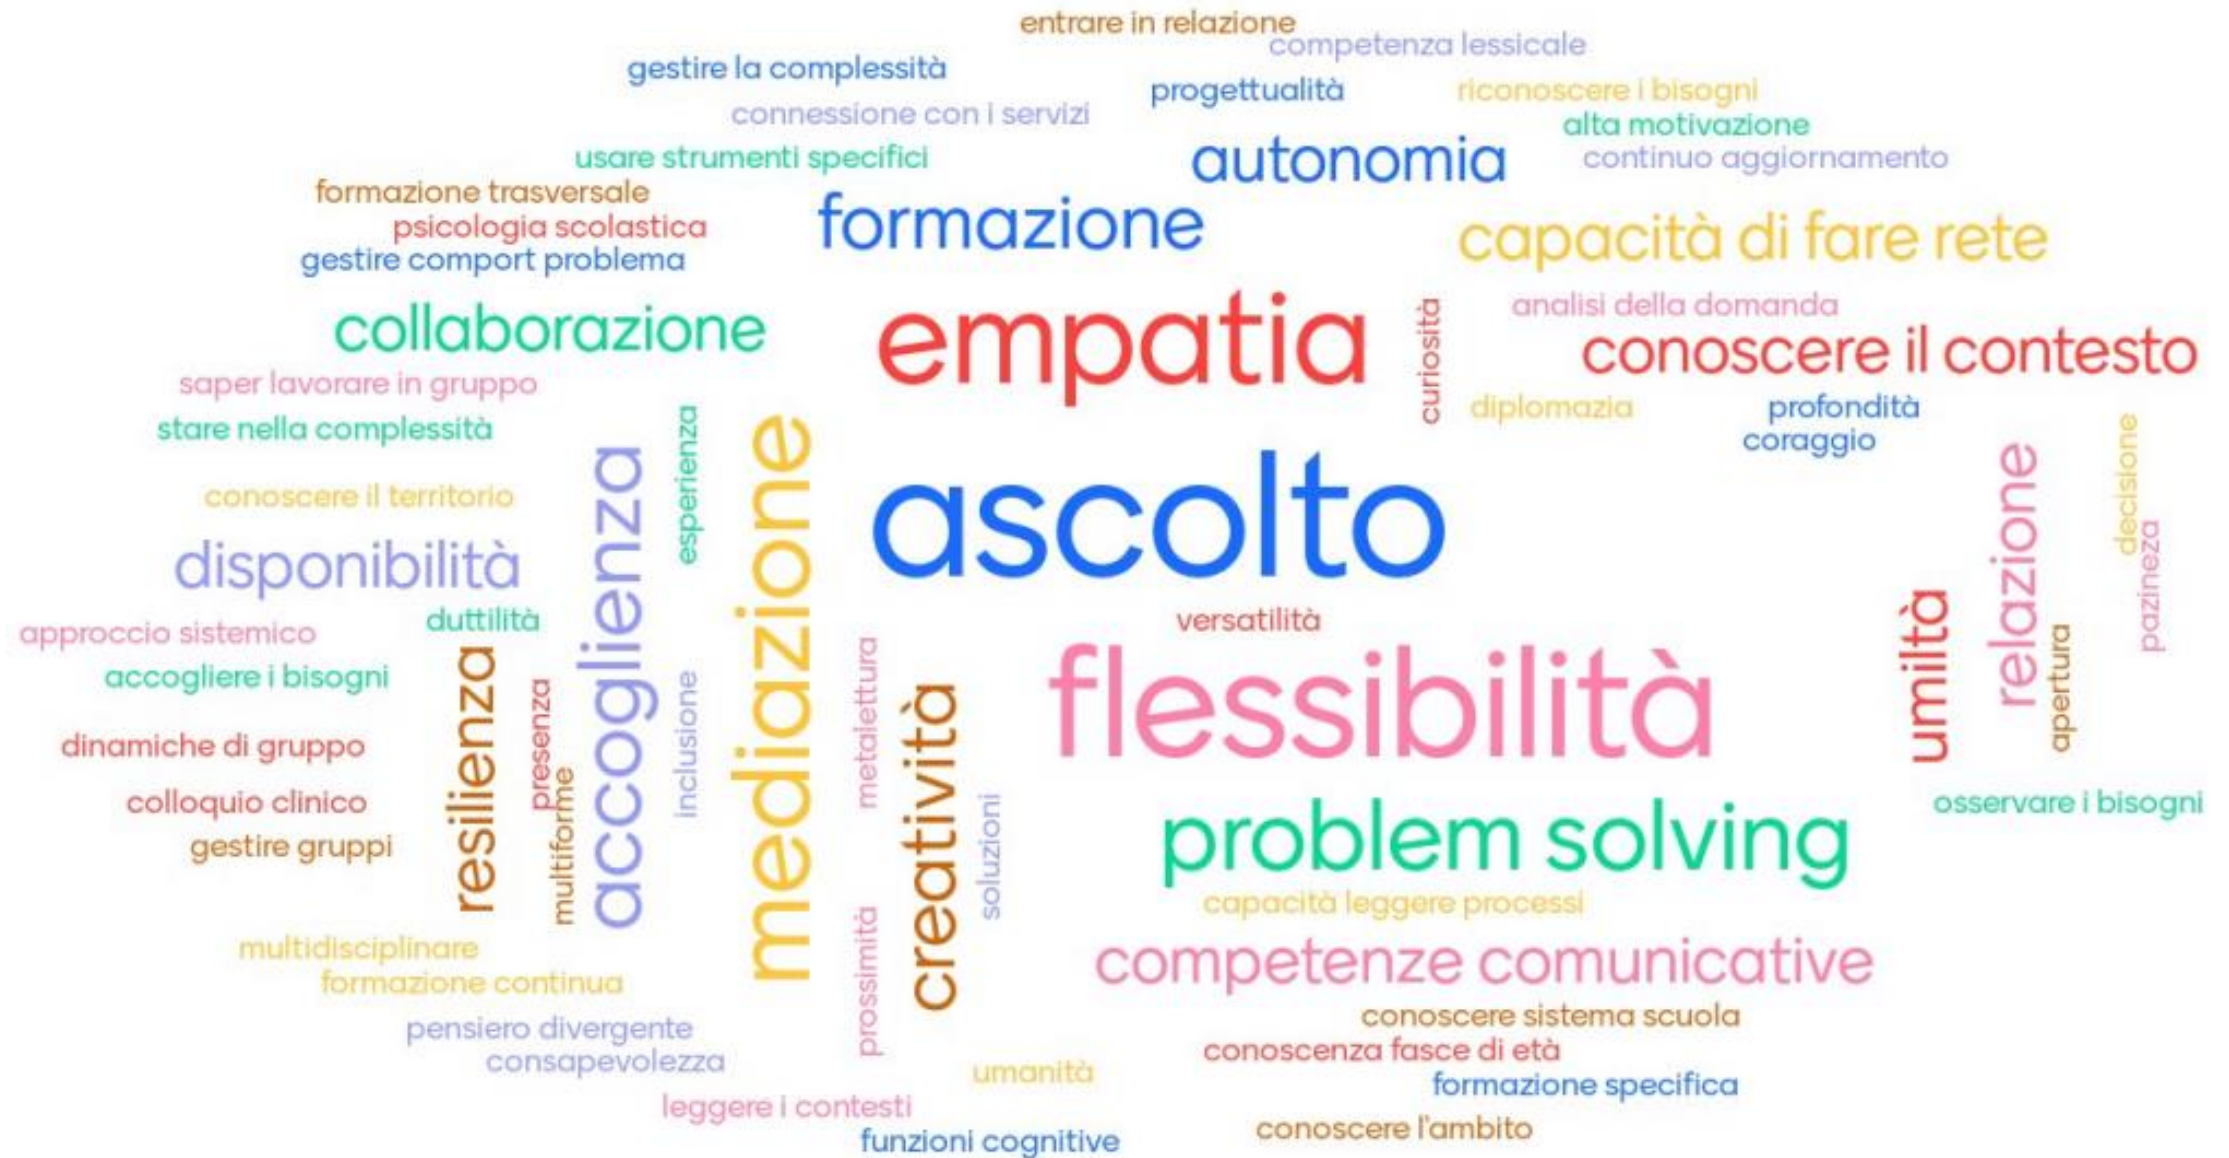 entrare in relazione
competenza lessicale
gestire la complessità
progettualità
riconoscere i bisogni
connessione con i servizi
alta motivazione
usare strumenti specifici
autonomia
continuo aggiornamento
formazione trasversale
formazione
psicologia scolastica
capacità di fare rete
gestire comport problema
collaborazione
empatia
curiosità
analisi della domanda
conoscere il contesto
saper lavorare in gruppo
diplomazia
profondità
stare nella complessità
coraggio
esperienza
decisione
conoscere il territorio
accoglienza
mediazione
ascolto
relazione
pazineza
disponibilità
duttilità
versatilità
umiltà
approccio sistemico
apertura
accogliere i bisogni
resilienza
presenza
inclusione
metalettura
flessibilità
dinamiche di gruppo
creatività
colloquio clinico
multiforme
soluzioni
problem solving
osservare i bisogni
gestire gruppi
capacità leggere processi
multidisciplinare
prossimità
competenze comunicative
formazione continua
conoscere sistema scuola
pensiero divergente
conoscenza fasce di età
consapevolezza
umanità
formazione specifica
leggere i contesti
conoscere l'ambito
funzioni cognitive